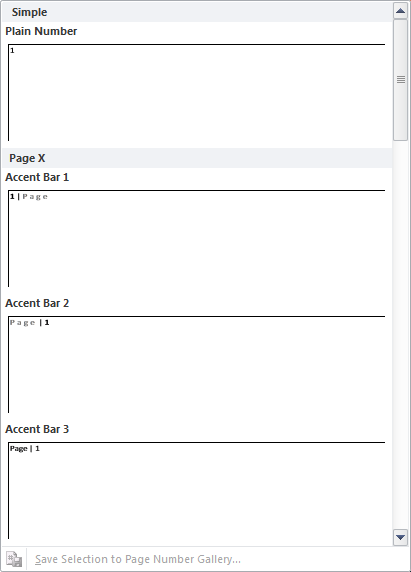 Simple
Plain Number
1
Page X
Accent Bar 1
1 | Page
Accent Bar 2
Page | 1
Accent Bar 3
Page | 1
Save Selection to Page Number Gallery...